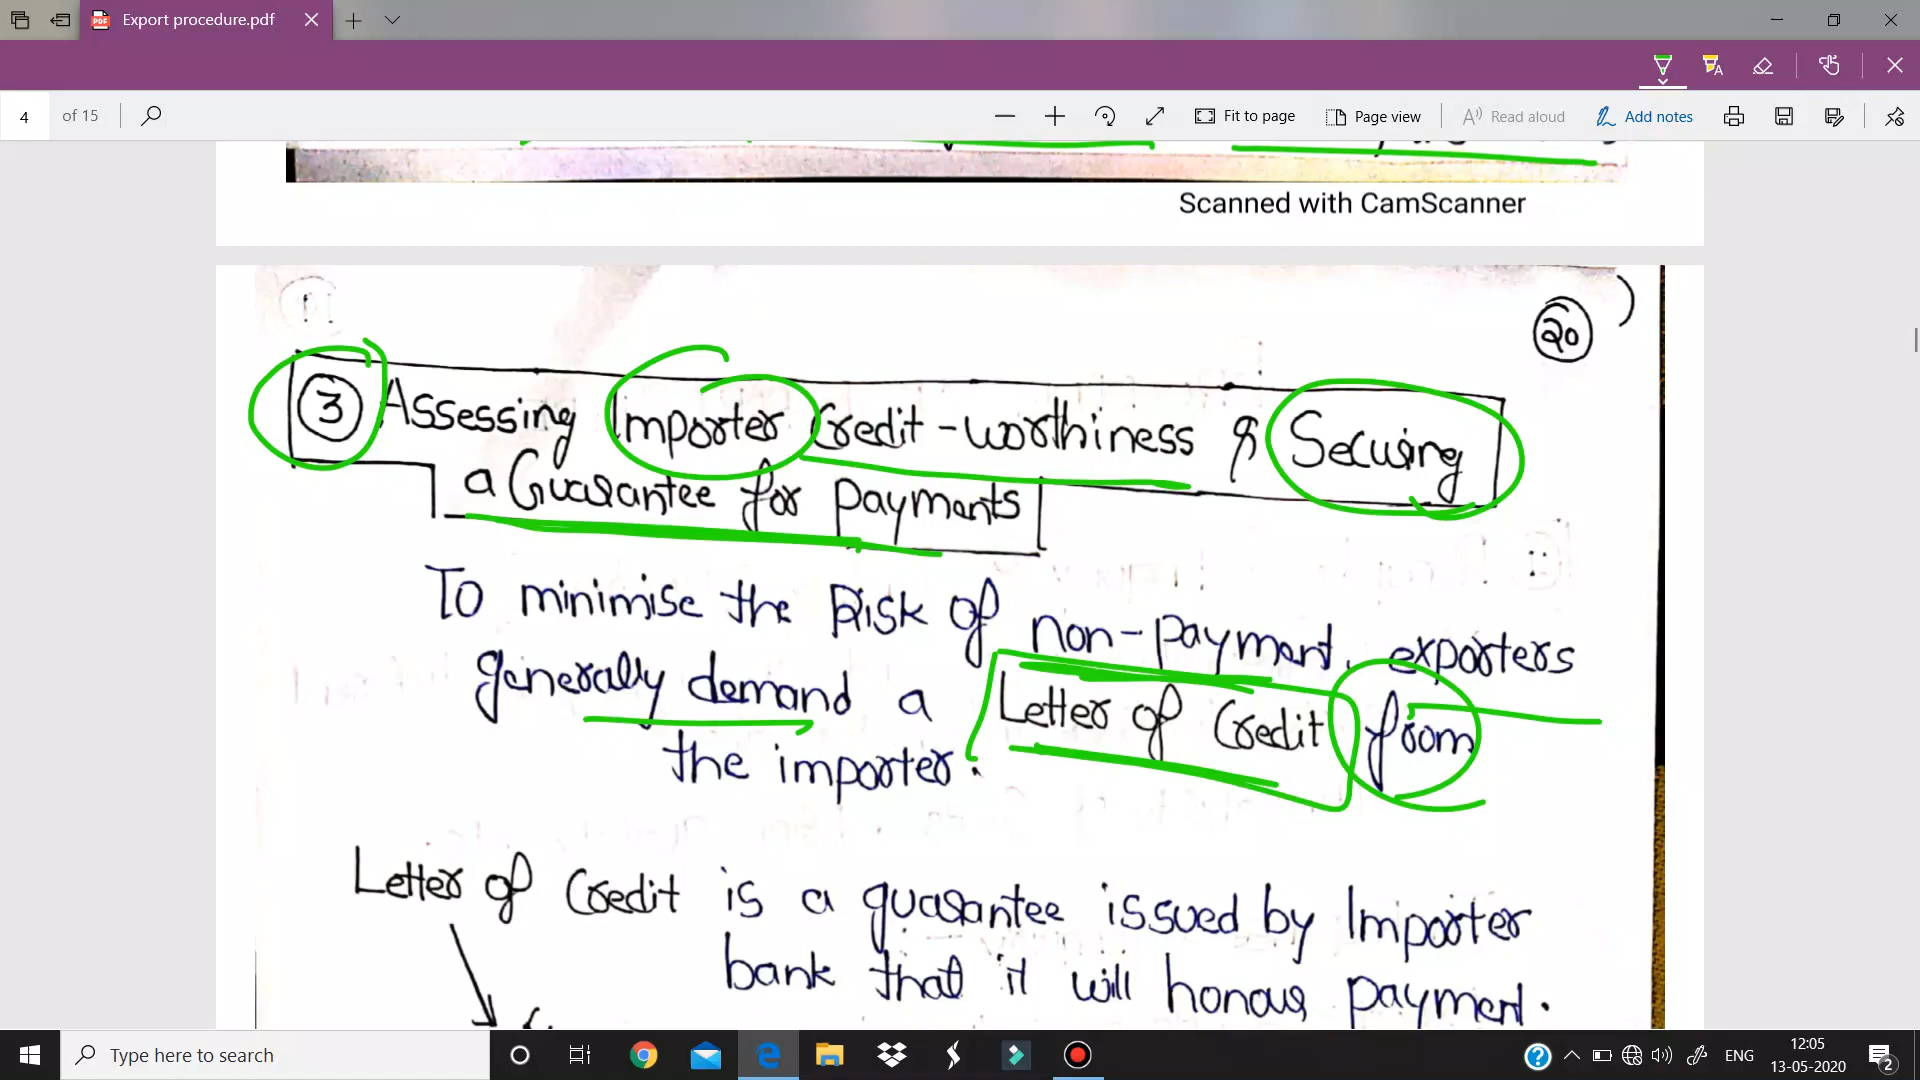 Export procedure.pdf
4 of 15
Fit to page
Page view
Read aloud
Add notes
Scanned with CamScanner
20
3 Assessing Importer Credit-worthiness & Securing
a Guarantee for payments
To minimise the Risk of non-payment, exporters
generally demand a Letter of Credit from
the importer.
Letter of Credit is a guarantee issued by Importer
bank that it will honour payment.
Type here to search
ENG
12:05
13-05-2020
2